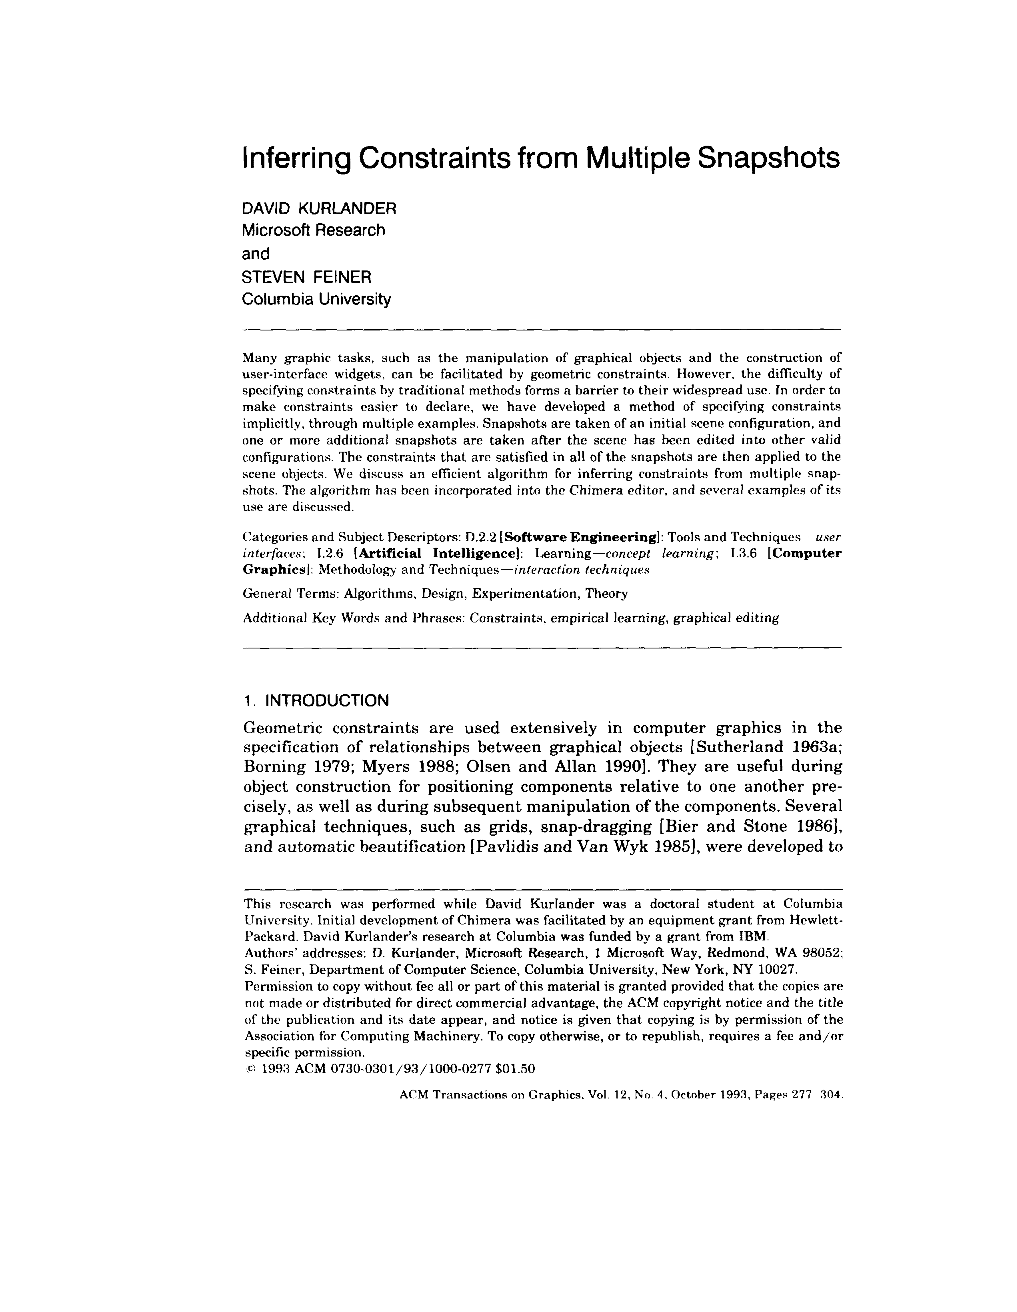 Inferring Constraints from Multiple Snapshots
DAVID KURLANDER
Microsoft Research
and
STEVEN FEINER
Columbia University
Many graphic tasks, such as the manipulation of graphical objects and the construction of
user-interface widgets, can be facilitated by geometric constraints. However, the difficulty of
specifying constraints by traditional methods forms a barrier to their widespread use. In order to
make constraints easier to declare, we have developed a method of specifying constraints
implicitly, through multiple examples. Snapshots are taken of an initial scene configuration, and
one or more additional snapshots are taken after the scene has been edited into other valid
configurations. The constraints that are satisfied in all of the snapshots are then applied to the
scene objects. We discuss an efficient algorithm for inferring constraints from multiple snap-
shots. The algorithm has been incorporated into the Chimera editor, and several examples of its
use are discussed.
Categories and Subject Descriptors: D.2.2 [Software Engineering]: Tools and Techniques user
interfaces; I.2.6 [Artificial Intelligence]: Learning—concept learning; I.3.6 [Computer
Graphics]: Methodology and Techniques—interaction techniques
General Terms: Algorithms, Design, Experimentation, Theory
Additional Key Words and Phrases: Constraints, empirical learning, graphical editing
1. INTRODUCTION
Geometric constraints are used extensively in computer graphics in the
specification of relationships between graphical objects [Sutherland 1963a;
Borning 1979; Myers 1988; Olsen and Allan 1990]. They are useful during
object construction for positioning components relative to one another pre-
cisely, as well as during subsequent manipulation of the components. Several
graphical techniques, such as grids, snap-dragging [Bier and Stone 1986],
and automatic beautification [Pavlidis and Van Wyk 1985], were developed to
This research was performed while David Kurlander was a doctoral student at Columbia
University. Initial development of Chimera was facilitated by an equipment grant from Hewlett-
Packard. David Kurlander's research at Columbia was funded by a grant from IBM.
Authors' addresses: D. Kurlander, Microsoft Research, 1 Microsoft Way, Redmond, WA 98052;
S. Feiner, Department of Computer Science, Columbia University, New York, NY 10027.
Permission to copy without fee all or part of this material is granted provided that the copies are
not made or distributed for direct commercial advantage, the ACM copyright notice and the title
of the publication and its date appear, and notice is given that copying is by permission of the
Association for Computing Machinery. To copy otherwise, or to republish, requires a fee and/or
specific permission.
© 1993 ACM 0730-0301/93/1000-0277 $01.50
ACM Transactions on Graphics, Vol. 12, No. 4, October 1993, Pages 277 304.